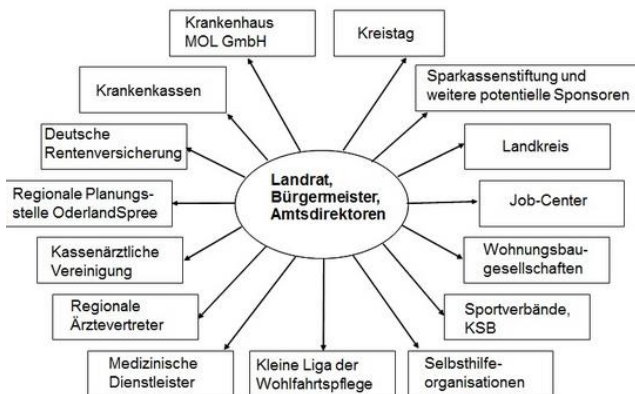 Krankenhaus
MOL GmbH
Kreistag
Krankenkassen
Sparkassenstiftung und
weitere potentielle Sponsoren
Deutsche
Rentenversicherung
Landkreis
Landrat,
Bürgermeister,
Amtsdirektoren
Regionale Planungs-
stelle OderlandSpree
Job-Center
Kassenärztliche
Vereinigung
Wohnungsbau-
gesellschaften
Regionale
Ärztevertreter
Sportverbände,
KSB
Medizinische
Dienstleister
Kleine Liga der
Wohlfahrtspflege
Selbsthilfe-
organisationen